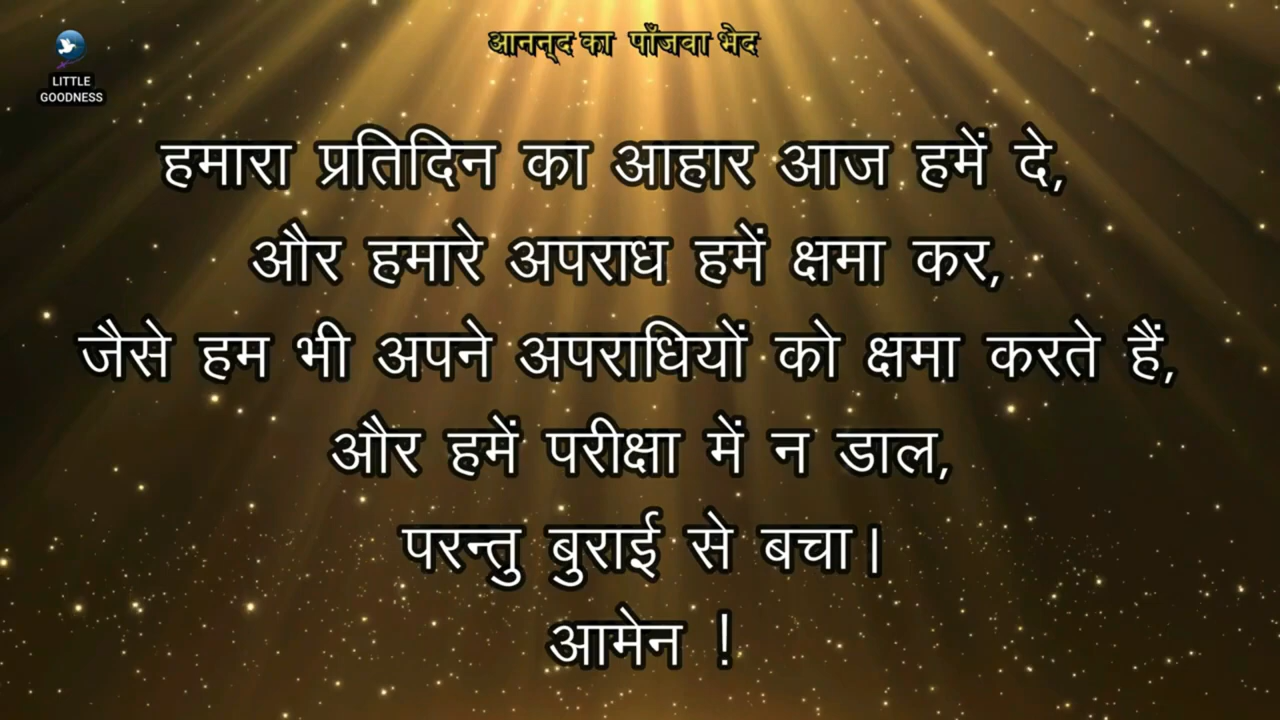 आनन्द का पाँजवा भेद
LITTLE
GOODNESS
हमारा प्रतिदिन का आहार आज हमें दे,
और हमारे अपराध हमें क्षमा कर,
जैसे हम भी अपने अपराधियों को क्षमा करते हैं,
और हमें परीक्षा में न डाल,
परन्तु बुराई से बचा।
आमेन !